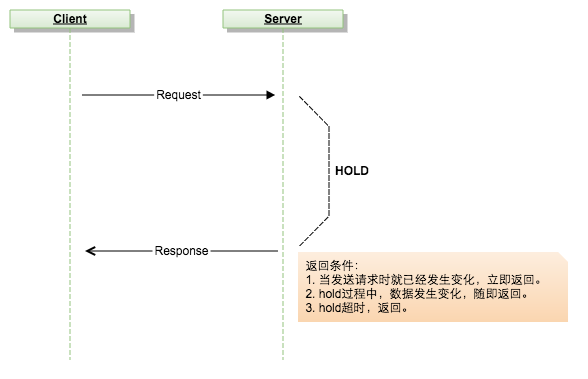 Client
Server
Request
HOLD
Response
返回条件：
1. 当发送请求时就已经发生变化，立即返回。
2. hold过程中，数据发生变化，随即返回。
3. hold超时，返回。